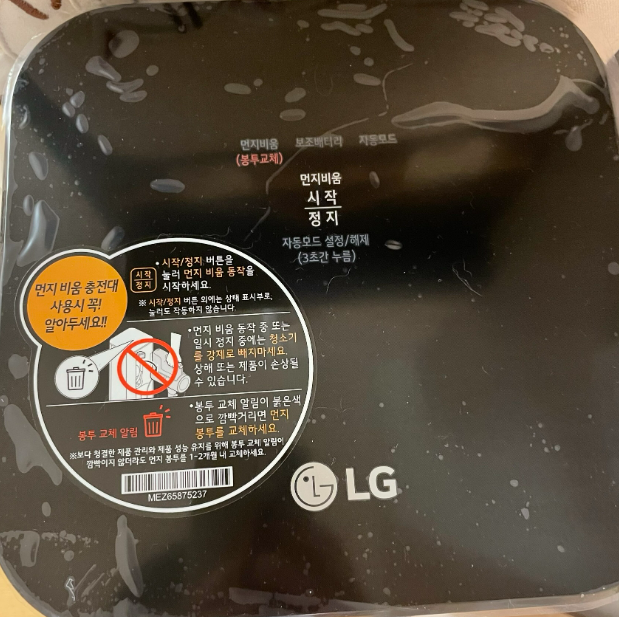 먼지비움 보조배터리 자동모드
(봉투교체)
먼지비움
시작
정지
자동모드 설정/해제
(3초간 누름)
먼지 비움 충전대
사용시 꼭!
알아두세요!!
시작
정지
• 시작/정지 버튼을
눌러 먼지 비움 동작을
시작하세요.
※ 시작/정지 버튼 외에는 상태 표시부로,
눌러도 작동하지 않습니다.
• 먼지 비움 동작 중 또는
일시 정지 중에는 청소기
를 강제로 빼지마세요.
상해 또는 제품이 손상될
수 있습니다.
봉투 교체 알림
• 봉투 교체 알림이 붉은색
으로 깜빡거리면 먼지
봉투를 교체하세요.
※보다 청결한 제품 관리와 제품 성능 유지를 위해 봉투 교체 알림이
깜빡이지 않더라도 먼지 봉투를 1-2개월 내 교체하세요.
MEZ65875237
LG